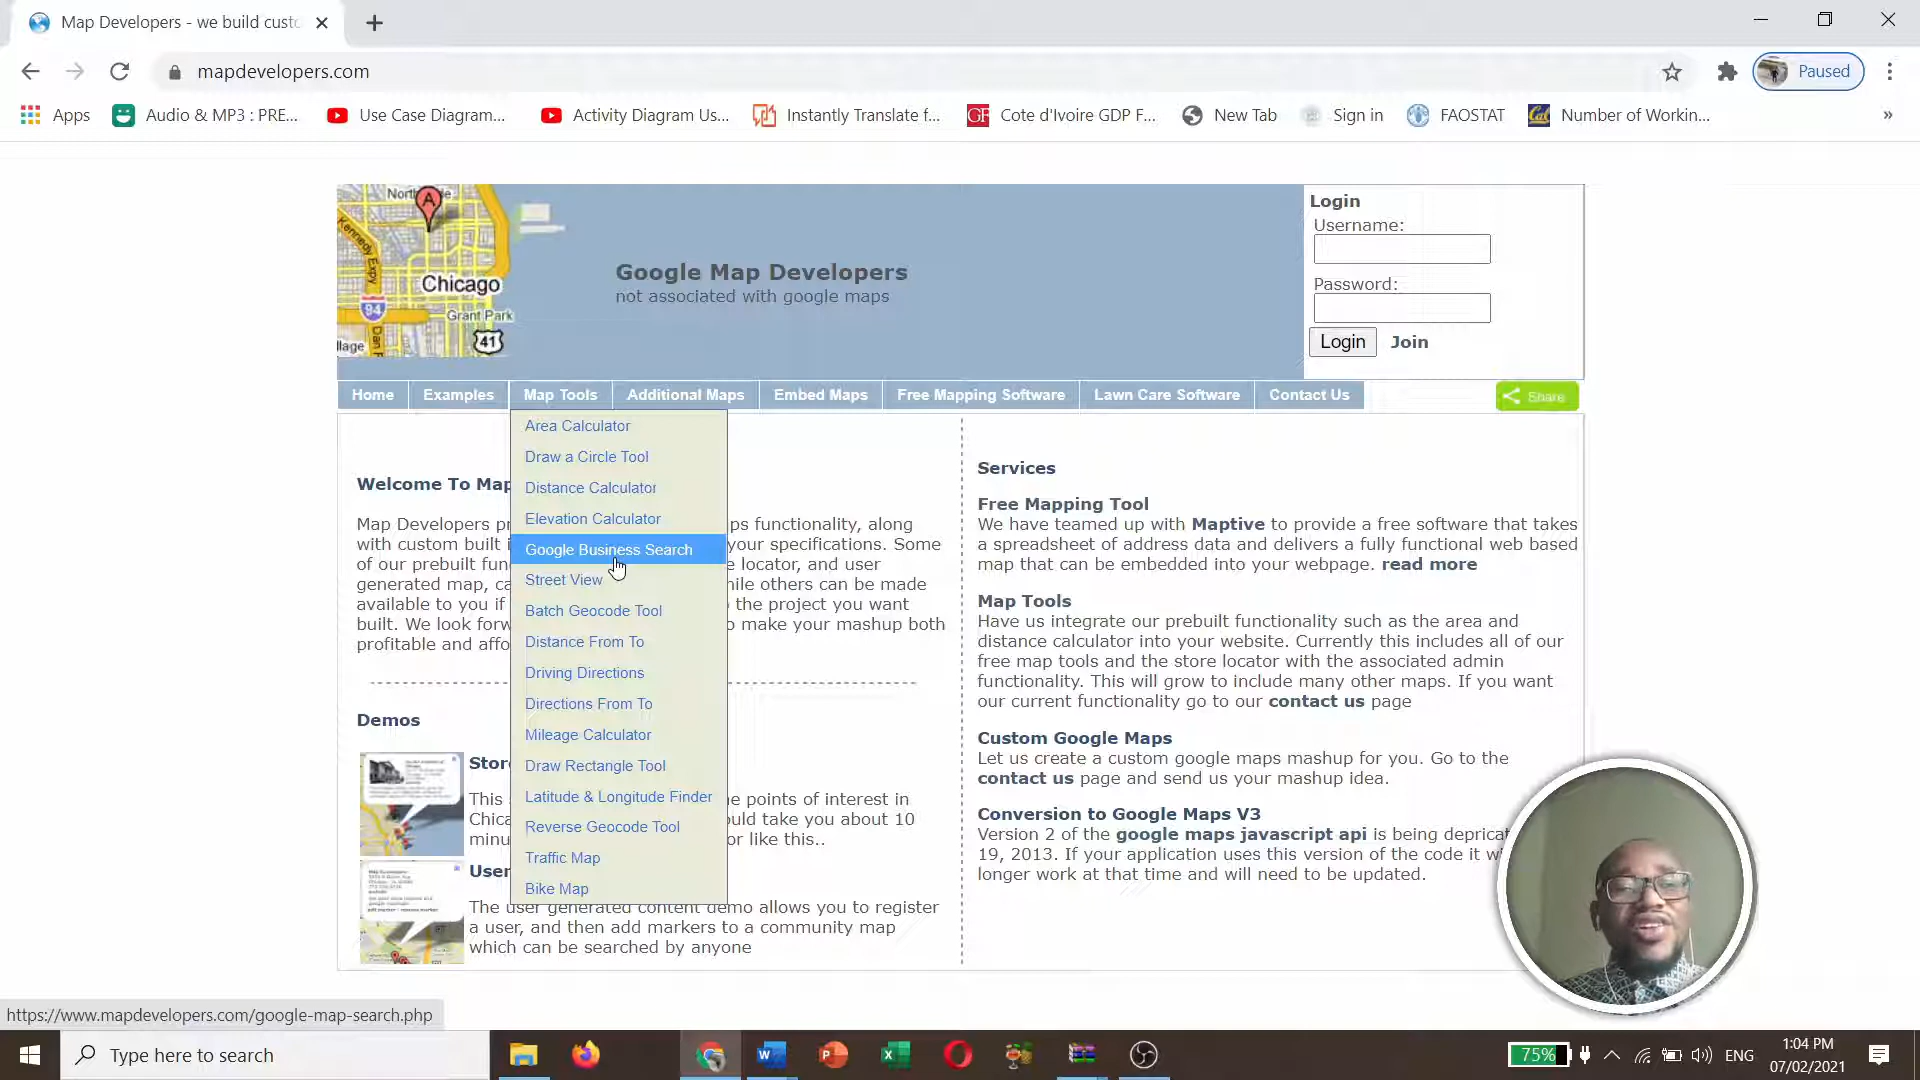 Map Developers - we build custo
mapdevelopers.com
Paused
Apps
Audio & MP3 : PRE...
Use Case Diagram...
Activity Diagram Us...
Instantly Translate f...
Cote d'Ivoire GDP F...
New Tab
Sign in
FAOSTAT
Cal
Number of Workin...
»
A
Chicago
Grant Park
Kennedy Expy
94
41
llage
Google Map Developers
not associated with google maps
Login
Username:
Password:
Login
Join
Home
Examples
Map Tools
Additional Maps
Embed Maps
Free Mapping Software
Lawn Care Software
Contact Us
Share
Area Calculator
Draw a Circle Tool
Distance Calculator
Elevation Calculator
Google Business Search
Street View
Batch Geocode Tool
Distance From To
Driving Directions
Directions From To
Mileage Calculator
Draw Rectangle Tool
Latitude & Longitude Finder
Reverse Geocode Tool
Traffic Map
Bike Map
Welcome To Map
Map Developers pr ps functionality, along
with custom built i your specifications. Some
of our prebuilt fun e locator, and user
generated map, ca while others can be made
available to you if the project you want
built. We look forw o make your mashup both
profitable and affo
Demos
Stor
This e points of interest in
Chica ould take you about 10
minu or like this..
User
The user generated content demo allows you to register
a user, and then add markers to a community map
which can be searched by anyone
Services
Free Mapping Tool
We have teamed up with Maptive to provide a free software that takes
a spreadsheet of address data and delivers a fully functional web based
map that can be embedded into your webpage. read more
Map Tools
Have us integrate our prebuilt functionality such as the area and
distance calculator into your website. Currently this includes all of our
free map tools and the store locator with the associated admin
functionality. This will grow to include many other maps. If you want
our current functionality go to our contact us page
Custom Google Maps
Let us create a custom google maps mashup for you. Go to the
contact us page and send us your mashup idea.
Conversion to Google Maps V3
Version 2 of the google maps javascript api is being depricat
19, 2013. If your application uses this version of the code it wi
longer work at that time and will need to be updated.
https://www.mapdevelopers.com/google-map-search.php
Type here to search
75%
ENG
1:04 PM
07/02/2021